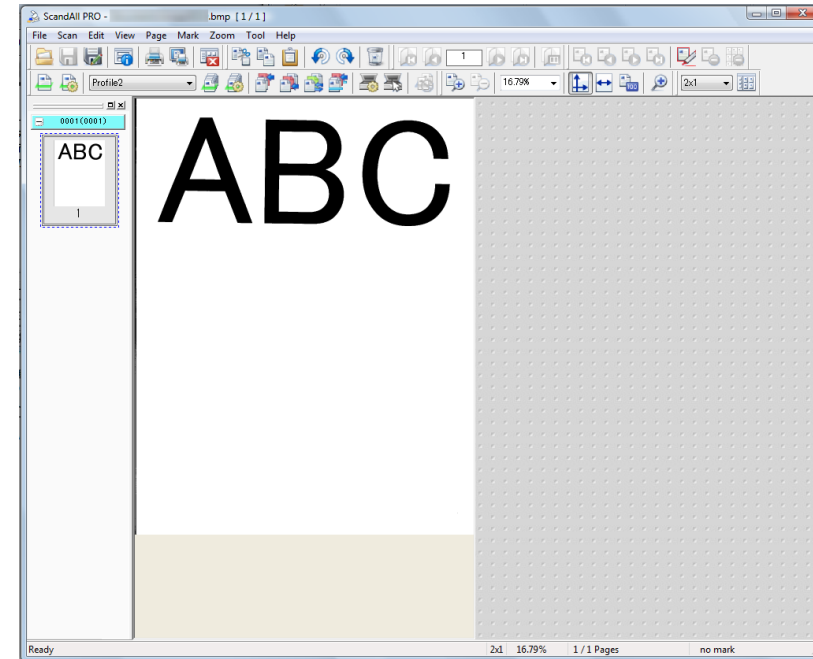 ScandAll PRO - .bmp [1/1]
File Scan Edit View Page Mark Zoom Tool Help
1
Profile2 16.79% 100 2x1
0001(0001)
ABC
1
ABC
Ready 2x1 16.79% 1 / 1 Pages no mark